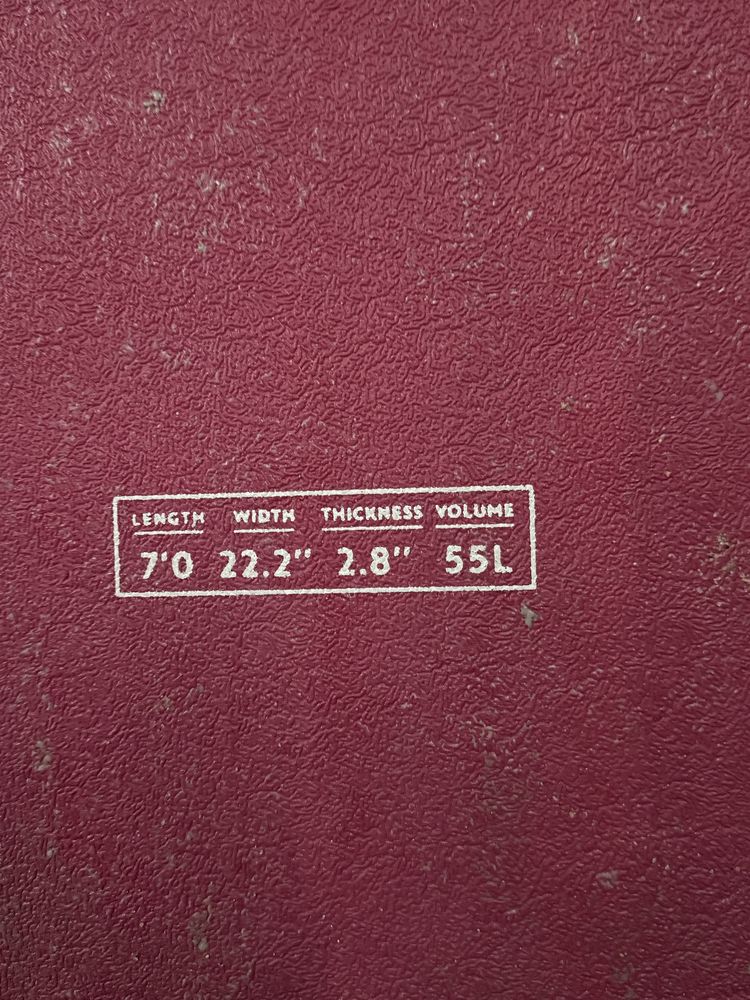 LENGTH WIDTH THICKNESS VOLUME
7'0 22.2" 2.8" 55L